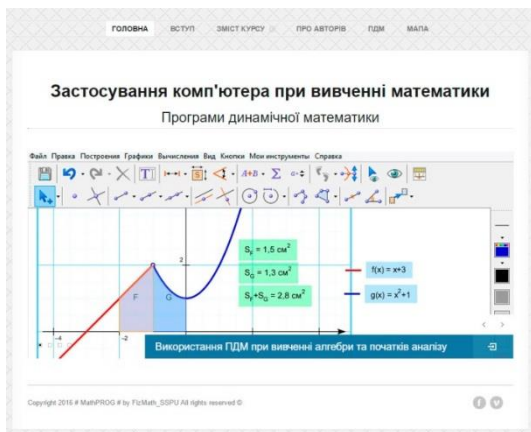 ГОЛОВНА ВСТУП ЗМІСТ КУРСУ ПРО АВТОРІВ ПДМ МАПА
Застосування комп'ютера при вивченні математики
Програми динамічної математики
Файл Правка Построения Графики Вычисления Вид Кнопки Мои инструменты Справка
2
S_F = 1,5 см²
S_G = 1,3 см²
S_F+S_G = 2,8 см²
f(x) = x+3
g(x) = x²+1
F G
-4 -2
Використання ПДМ при вивченні алгебри та початків аналізу
Copyright 2016 # MathPROG # by FizMath_SSPU All rights reserved ©